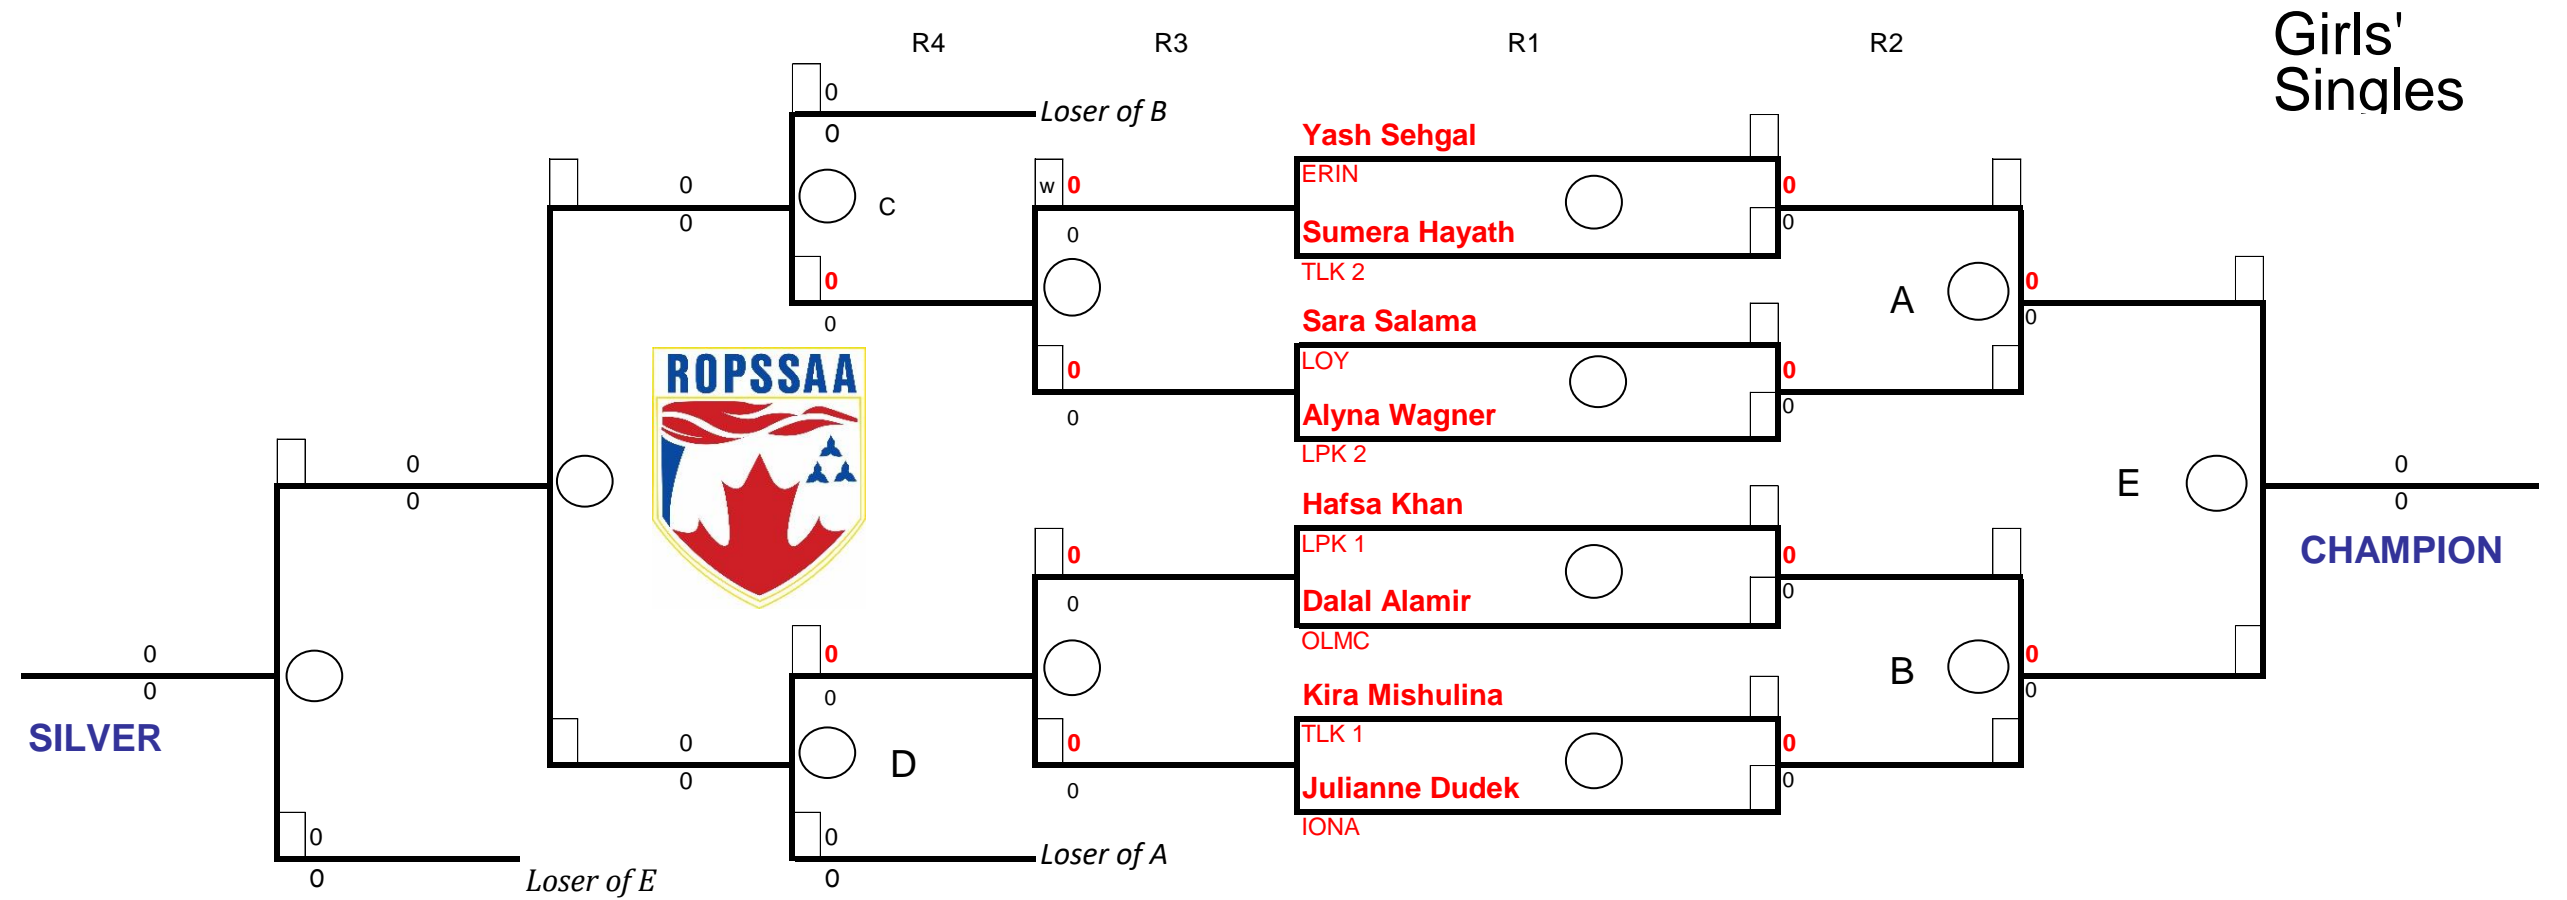 Girls'
Singles
R4 R3 R1 R2
0
Loser of B
0
Yash Sehgal
ERIN
0 w 0 0
0 0 0
C
Sumera Hayath
TLK 2
0 A 0
0 0
Sara Salama
LOY
ROPSSAA
0 0
0 0
Alyna Wagner
LPK 2
0 E 0
0 0
Hafsa Khan
LPK 1
CHAMPION
0 0
0 0
Dalal Alamir
OLMC
0 0 B 0
0 0 0
Kira Mishulina
TLK 1
SILVER
0 0 0
0 D 0 0
Julianne Dudek
IONA
0 0
Loser of A
0 0
Loser of E